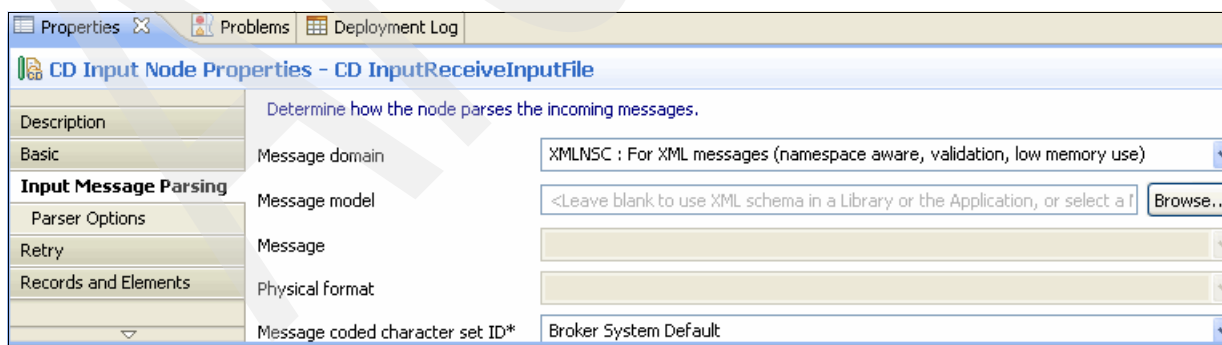 Properties Problems Deployment Log
CD Input Node Properties - CD InputReceiveInputFile
Determine how the node parses the incoming messages.
Description
Basic
Input Message Parsing
Parser Options
Retry
Records and Elements
Message domain XMLNSC : For XML messages (namespace aware, validation, low memory use)
Message model <Leave blank to use XML schema in a Library or the Application, or select a Browse..
Message
Physical format
Message coded character set ID* Broker System Default